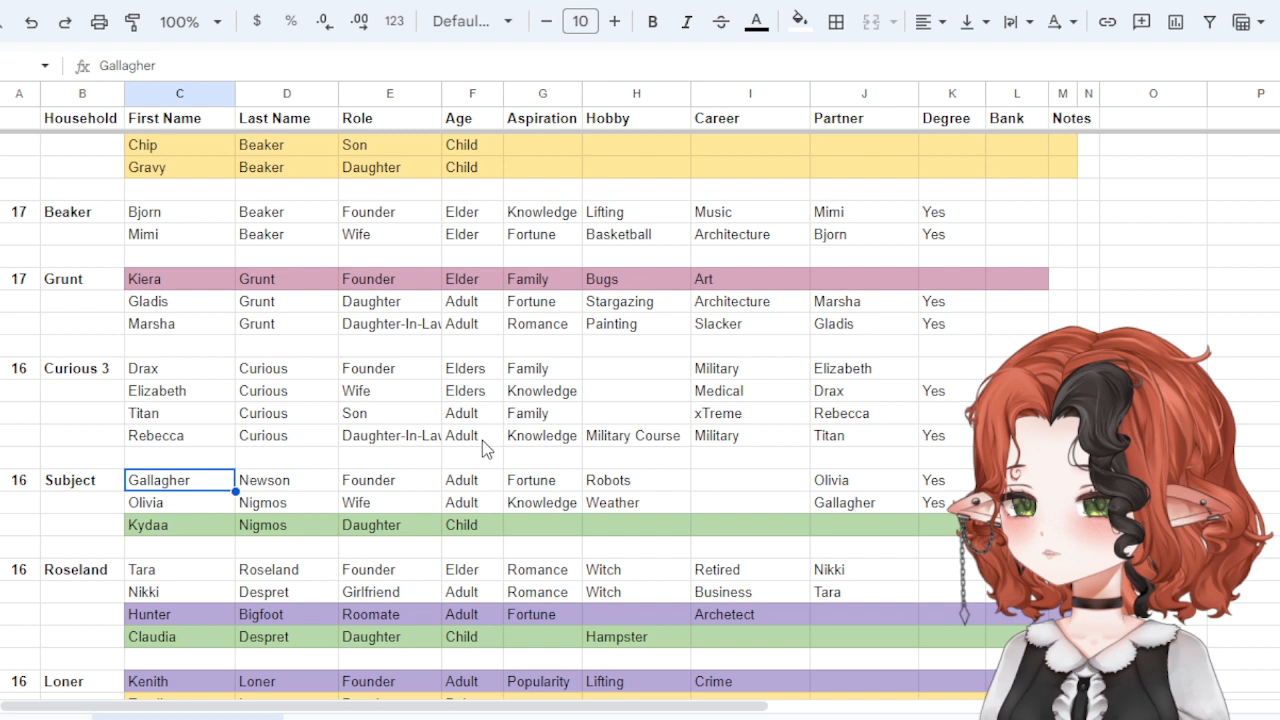 100% $ % .0 .00 123 Defaul... 10 B I S A
fx Gallagher
A B C D E F G H I J K L M N O P
Household First Name Last Name Role Age Aspiration Hobby Career Partner Degree Bank Notes
Chip Beaker Son Child
Gravy Beaker Daughter Child
17 Beaker Bjorn Beaker Founder Elder Knowledge Lifting Music Mimi Yes
Mimi Beaker Wife Elder Fortune Basketball Architecture Bjorn Yes
17 Grunt Kiera Grunt Founder Elder Family Bugs Art
Gladis Grunt Daughter Adult Fortune Stargazing Architecture Marsha Yes
Marsha Grunt Daughter-In-Law Adult Romance Painting Slacker Gladis Yes
16 Curious 3 Drax Curious Founder Elders Family Military Elizabeth
Elizabeth Curious Wife Elders Knowledge Medical Drax Yes
Titan Curious Son Adult Family xTreme Rebecca
Rebecca Curious Daughter-In-Law Adult Knowledge Military Course Military Titan Yes
16 Subject Gallagher Newson Founder Adult Fortune Robots Olivia Yes
Olivia Nigmos Wife Adult Knowledge Weather Gallagher Yes
Kydaa Nigmos Daughter Child
16 Roseland Tara Roseland Founder Elder Romance Witch Retired Nikki
Nikki Despret Girlfriend Adult Romance Witch Business Tara
Hunter Bigfoot Roomate Adult Fortune Archetect
Claudia Despret Daughter Child Hampster
16 Loner Kenith Loner Founder Adult Popularity Lifting Crime